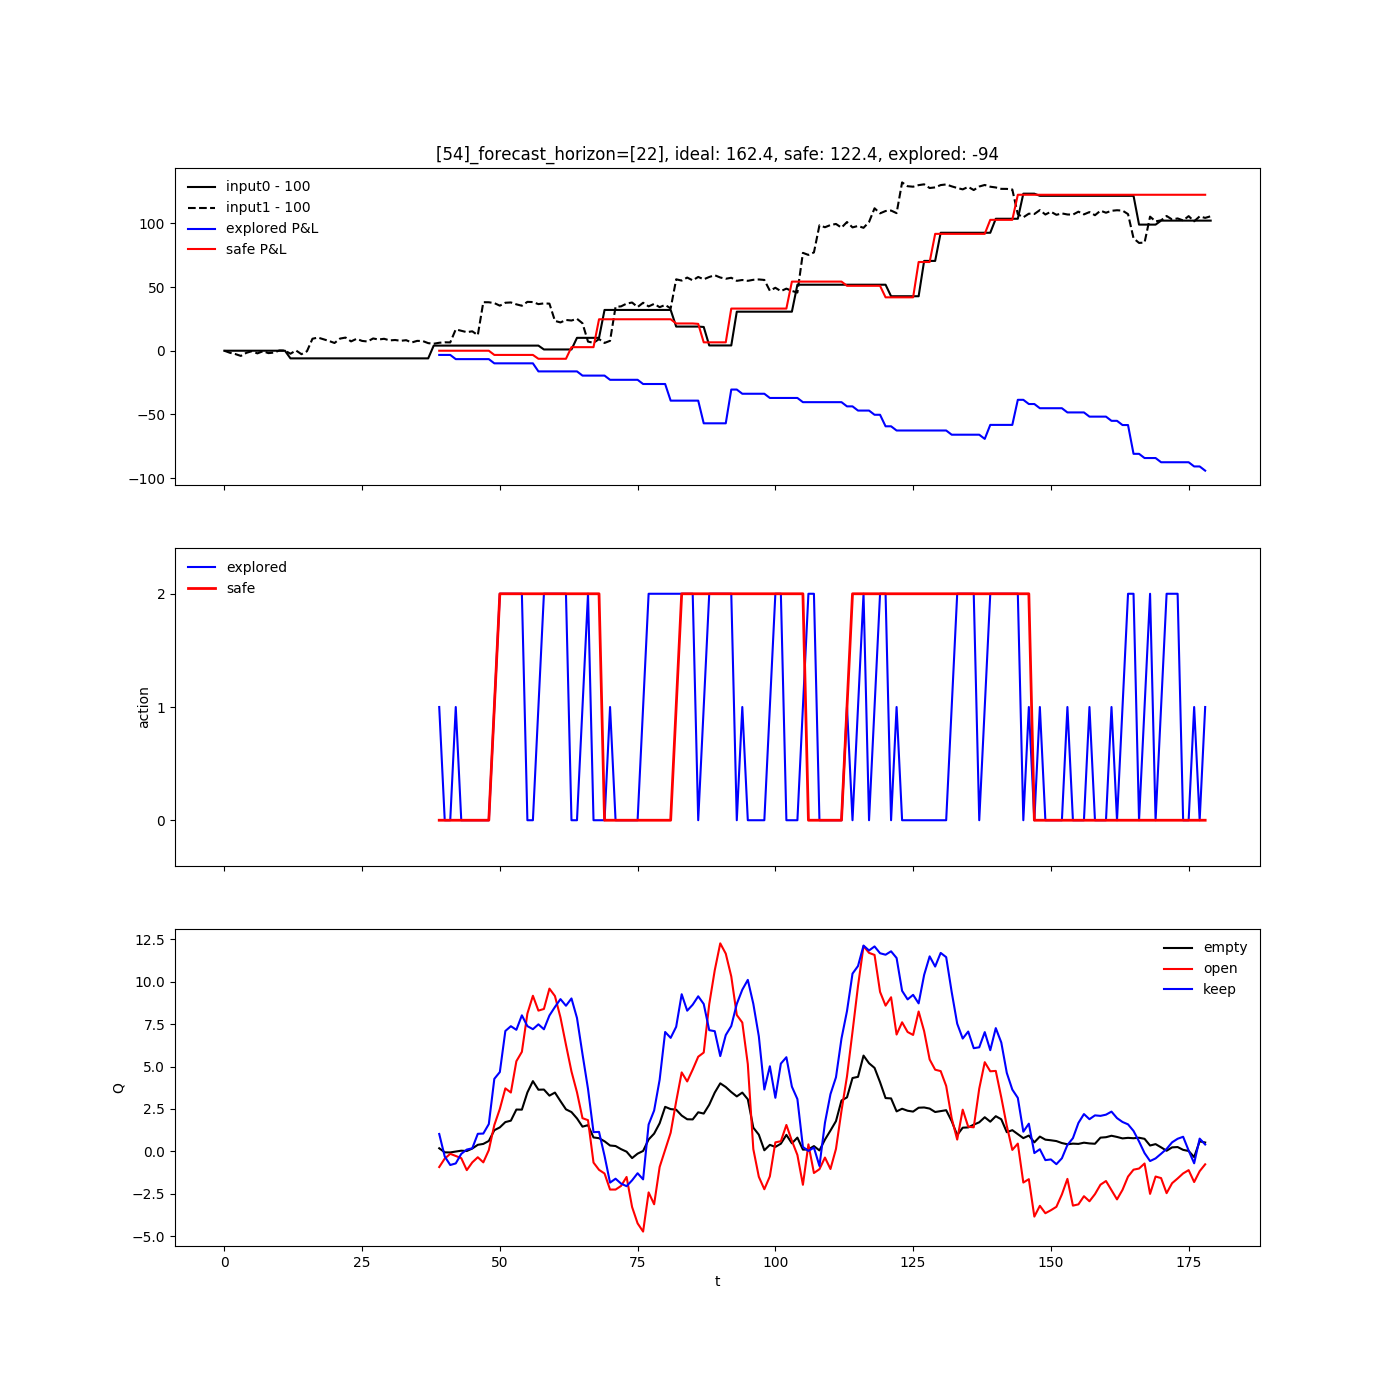 [54]_forecast_horizon=[22], ideal: 162.4, safe: 122.4, explored: -94
input0 - 100
input1 - 100
explored P&L
safe P&L
100
50
0
−50
−100
explored
safe
2
1
0
action
empty
open
keep
12.5
10.0
7.5
5.0
2.5
0.0
−2.5
−5.0
Q
0 25 50 75 100 125 150 175
t